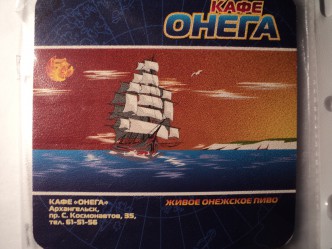 КАФЕ
ОНЕГА
КАФЕ «ОНЕГА»
Архангельск,
пр. С. Космонавтов, 35,
тел. 61-51-56
ЖИВОЕ ОНЕЖСКОЕ ПИВО